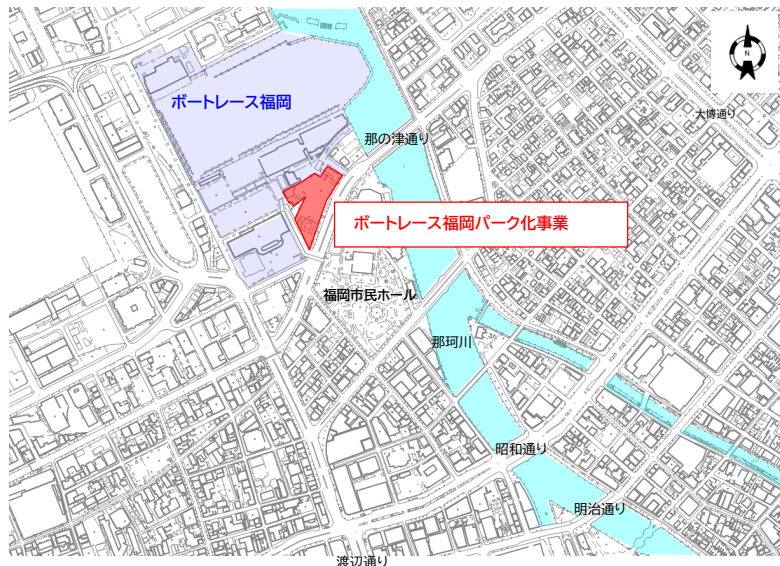 N
ボートレース福岡
大博通り
那の津通り
ボートレース福岡パーク化事業
福岡市民ホール
那珂川
昭和通り
明治通り
渡辺通り